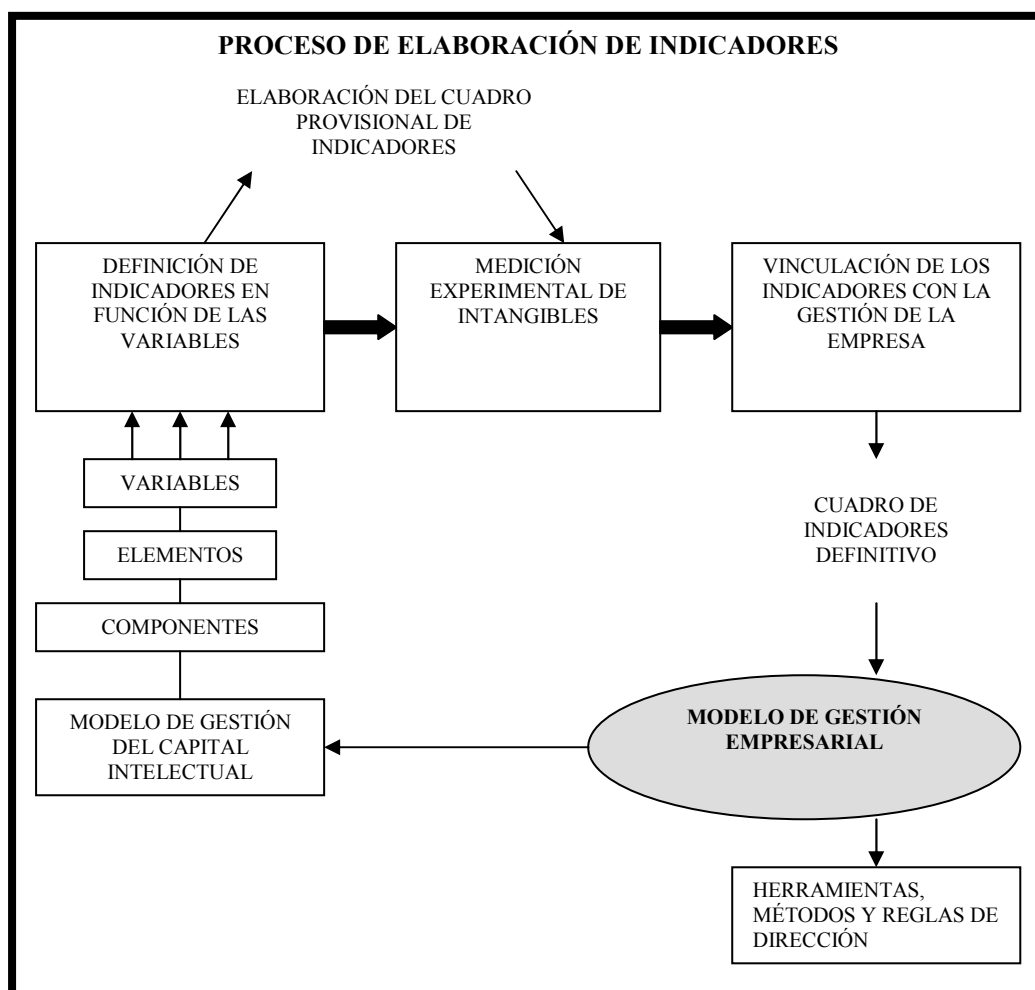 PROCESO DE ELABORACIÓN DE INDICADORES
ELABORACIÓN DEL CUADRO
PROVISIONAL DE
INDICADORES
DEFINICIÓN DE
INDICADORES EN
FUNCIÓN DE LAS
VARIABLES
MEDICIÓN
EXPERIMENTAL DE
INTANGIBLES
VINCULACIÓN DE LOS
INDICADORES CON LA
GESTIÓN DE LA
EMPRESA
VARIABLES
ELEMENTOS
COMPONENTES
MODELO DE GESTIÓN
DEL CAPITAL
INTELECTUAL
CUADRO DE
INDICADORES
DEFINITIVO
MODELO DE GESTIÓN
EMPRESARIAL
HERRAMIENTAS,
MÉTODOS Y REGLAS DE
DIRECCIÓN